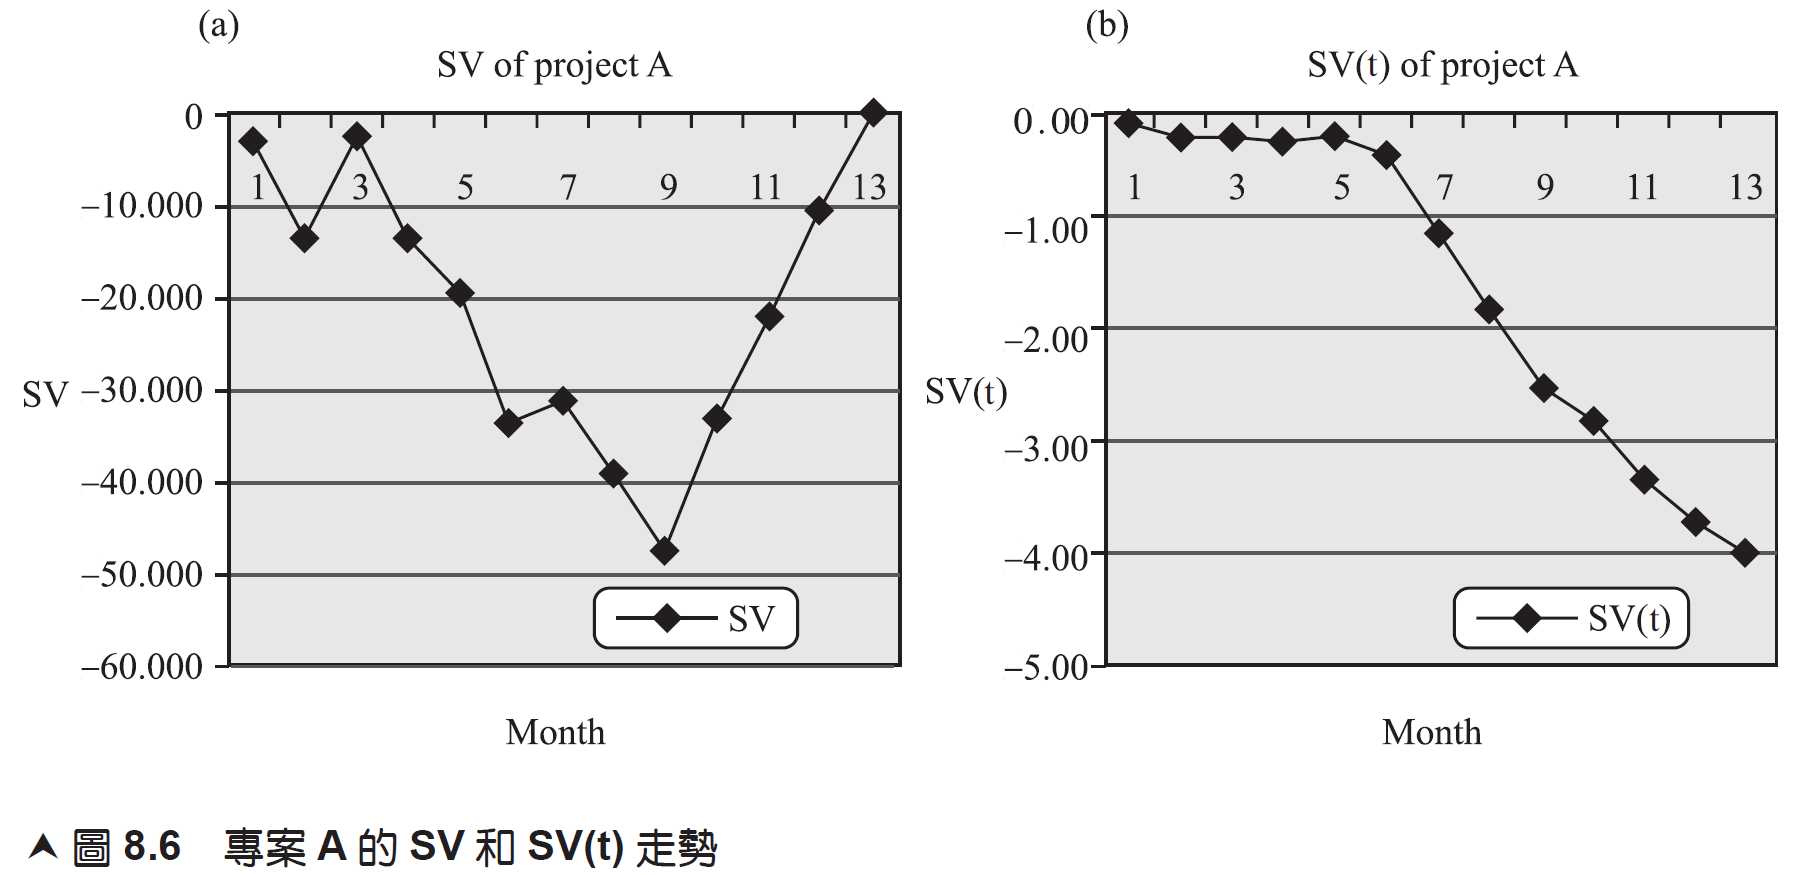 (a)
SV of project A
0
–10.000
–20.000
–30.000
–40.000
–50.000
–60.000
SV
1 3 5 7 9 11 13
SV
Month
(b)
SV(t) of project A
0.00
–1.00
–2.00
–3.00
–4.00
–5.00
SV(t)
1 3 5 7 9 11 13
SV(t)
Month
圖 8.6 專案 A 的 SV 和 SV(t) 走勢